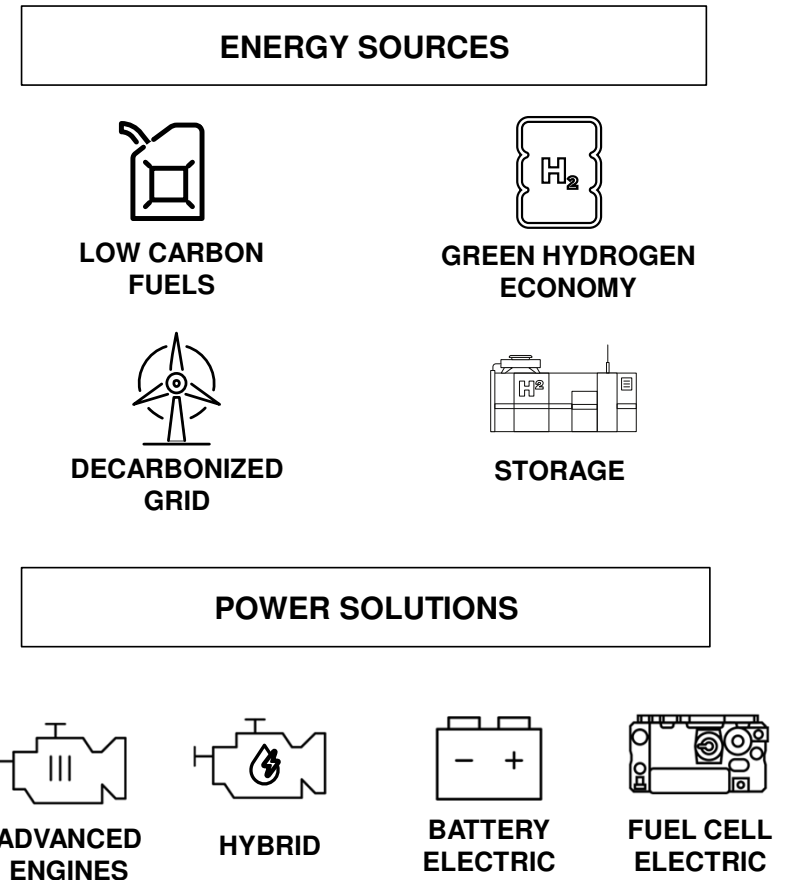 ENERGY SOURCES
H₂
LOW CARBON
FUELS
GREEN HYDROGEN
ECONOMY
H²
DECARBONIZED
GRID
STORAGE
POWER SOLUTIONS
ADVANCED
ENGINES
HYBRID
- +
BATTERY
ELECTRIC
FUEL CELL
ELECTRIC